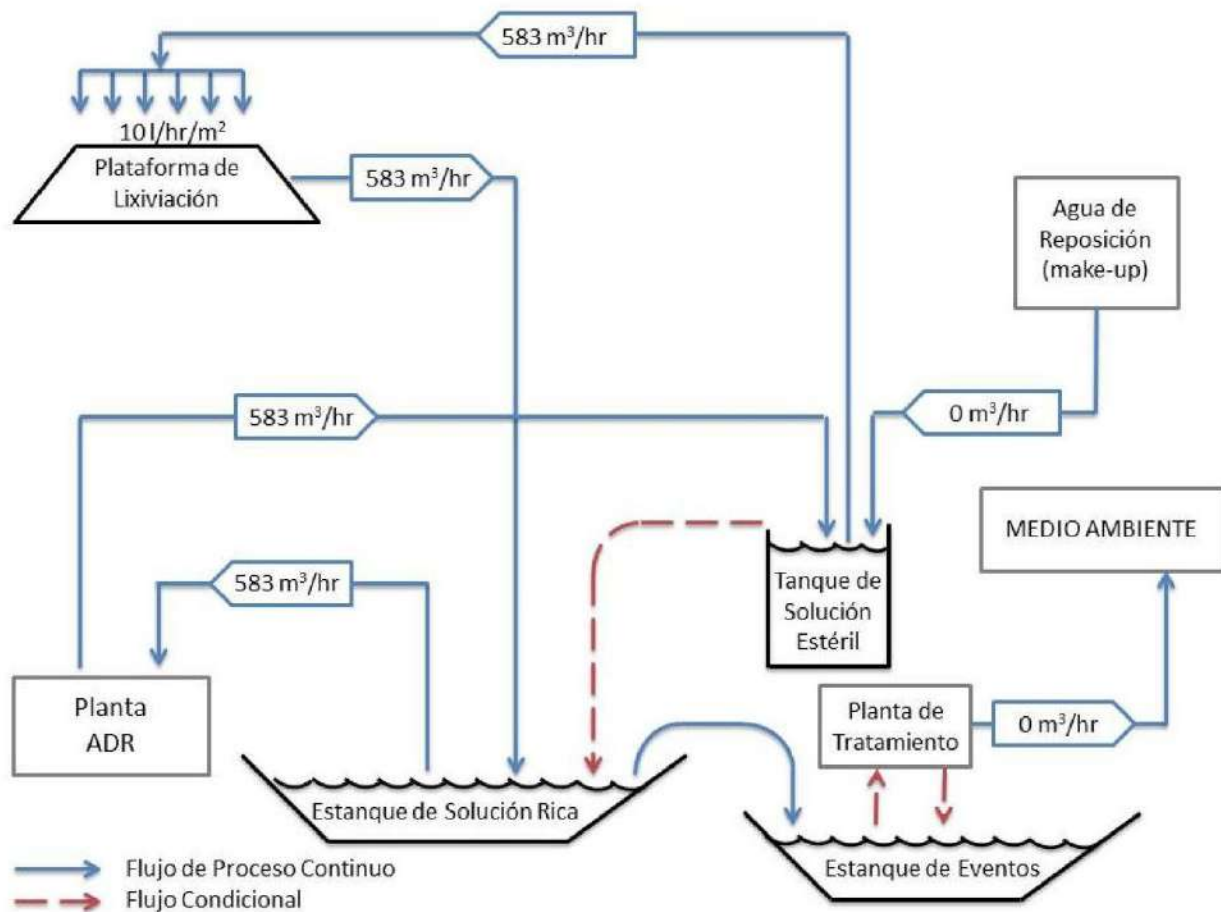 583 m³/hr
10 l/hr/m²
Plataforma de
Lixiviación
583 m³/hr
Agua de
Reposición
(make-up)
583 m³/hr
0 m³/hr
MEDIO AMBIENTE
583 m³/hr
Tanque de
Solución
Estéril
Planta
ADR
Planta de
Tratamiento
0 m³/hr
Estanque de Solución Rica
Estanque de Eventos
Flujo de Proceso Continuo
Flujo Condicional